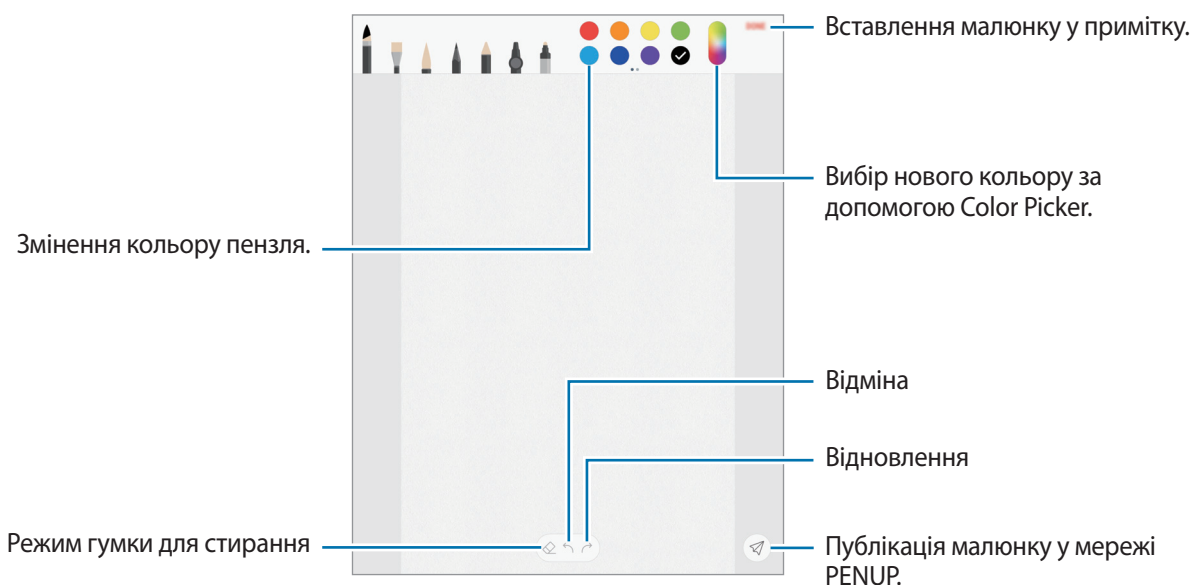 Вставлення малюнку у примітку.
Вибір нового кольору за
допомогою Color Picker.
Змінення кольору пензля.
Відміна
Відновлення
Режим гумки для стирання
Публікація малюнку у мережі
PENUP.